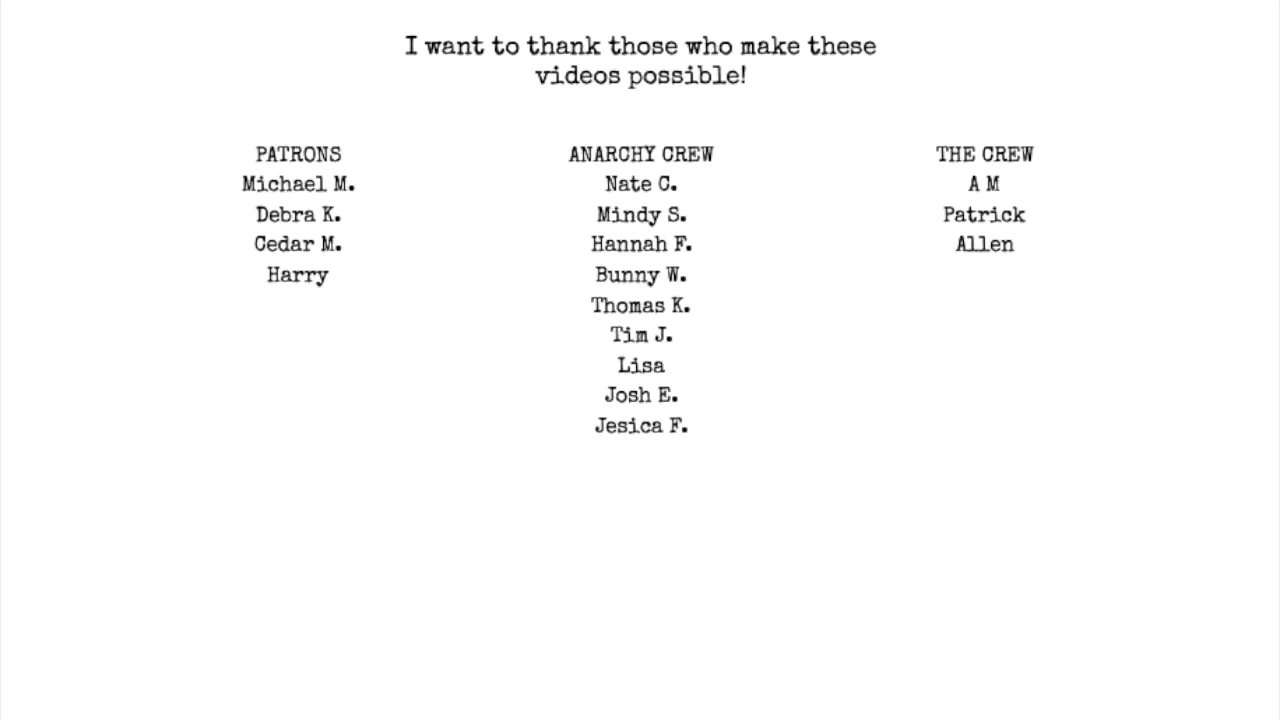 I want to thank those who make these
videos possible!
PATRONS
Michael M.
Debra K.
Cedar M.
Harry
ANARCHY CREW
Nate C.
Mindy S.
Hannah F.
Bunny W.
Thomas K.
Tim J.
Lisa
Josh E.
Jesica F.
THE CREW
A M
Patrick
Allen